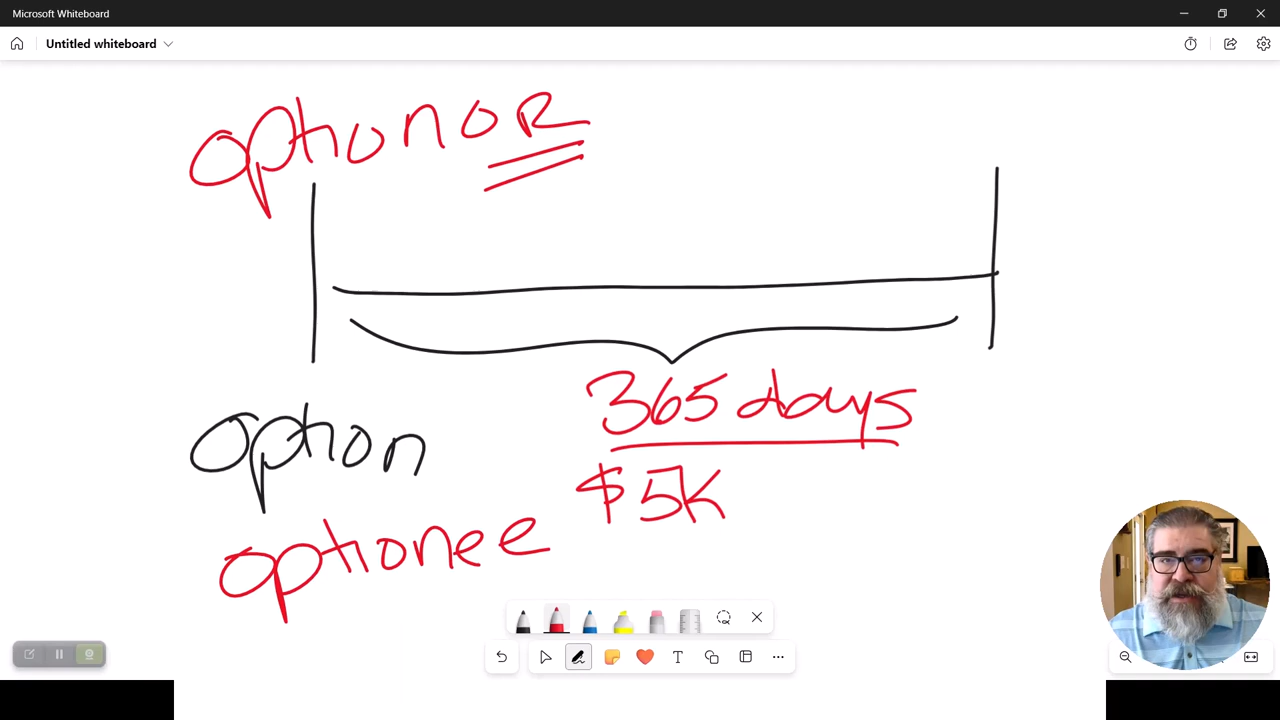 Microsoft Whiteboard
Untitled whiteboard
optionOR
365 days
option
$5K
optionee